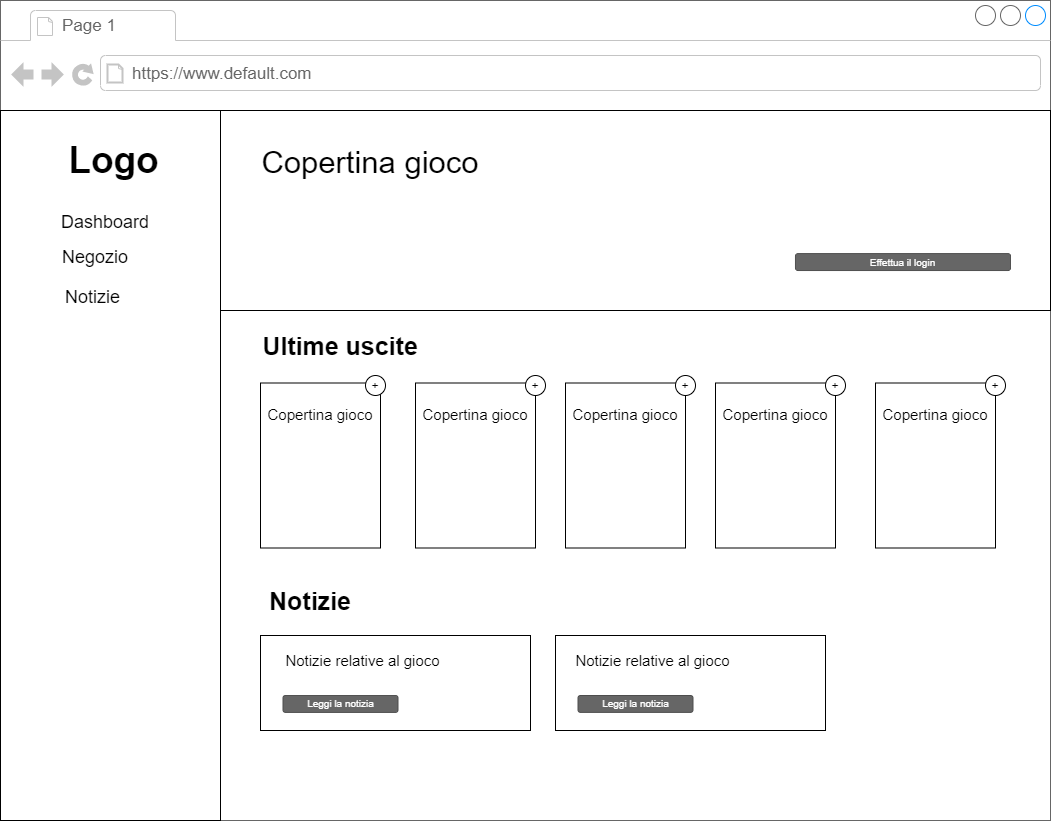 Page 1
https://www.default.com
Logo
Dashboard
Negozio
Notizie
Copertina gioco
Effettua il login
Ultime uscite
+
+
+
+
+
Copertina gioco
Copertina gioco
Copertina gioco
Copertina gioco
Copertina gioco
Notizie
Notizie relative al gioco
Leggi la notizia
Notizie relative al gioco
Leggi la notizia